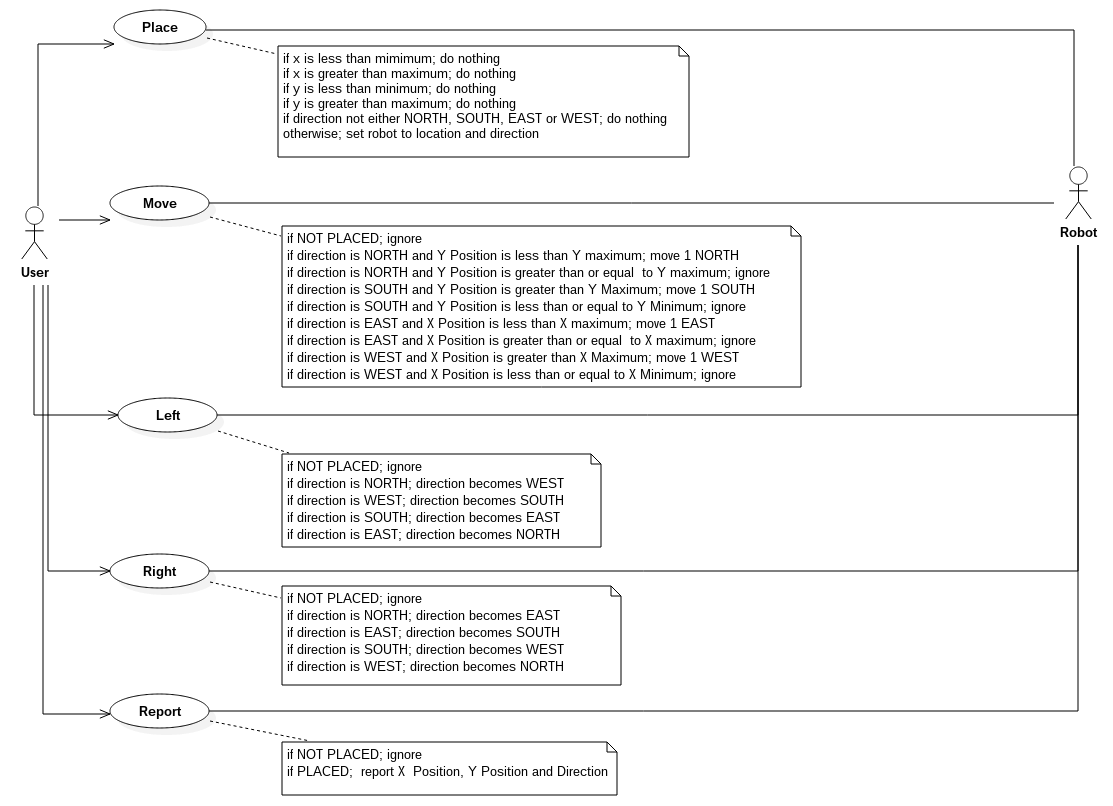 Place
if x is less than mimimum; do nothing
if x is greater than maximum; do nothing
if y is less than minimum; do nothing
if y is greater than maximum; do nothing
if direction not either NORTH, SOUTH, EAST or WEST; do nothing
otherwise; set robot to location and direction
Move
Robot
User
if NOT PLACED; ignore
if direction is NORTH and Y Position is less than Y maximum; move 1 NORTH
if direction is NORTH and Y Position is greater than or equal  to Y maximum; ignore
if direction is SOUTH and Y Position is greater than Y Maximum; move 1 SOUTH
if direction is SOUTH and Y Position is less than or equal to Y Minimum; ignore
if direction is EAST and X Position is less than X maximum; move 1 EAST
if direction is EAST and X Position is greater than or equal  to X maximum; ignore
if direction is WEST and X Position is greater than X Maximum; move 1 WEST
if direction is WEST and X Position is less than or equal to X Minimum; ignore
Left
if NOT PLACED; ignore
if direction is NORTH; direction becomes WEST
if direction is WEST; direction becomes SOUTH
if direction is SOUTH; direction becomes EAST
if direction is EAST; direction becomes NORTH
Right
if NOT PLACED; ignore
if direction is NORTH; direction becomes EAST
if direction is EAST; direction becomes SOUTH
if direction is SOUTH; direction becomes WEST
if direction is WEST; direction becomes NORTH
Report
if NOT PLACED; ignore
if PLACED;  report X  Position, Y Position and Direction